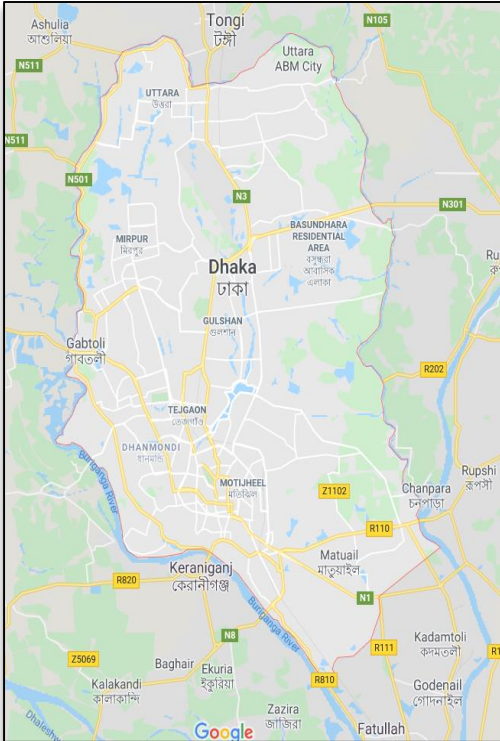 Ashulia
আশুলিয়া
Tongi
টঙ্গী
N105
Uttara
ABM City
N511
UTTARA
উত্তরা
N511
N501
N3
N301
MIRPUR
মিরপুর
BASUNDHARA
RESIDENTIAL
AREA
বসুন্ধরা
আবাসিক
এলাকা
Dhaka
ঢাকা
GULSHAN
গুলশান
Gabtoli
গাবতলী
R202
TEJGAON
তেজগাঁও
DHANMONDI
ধানমন্ডি
Buriganga River
MOTIJHEEL
মতিঝিল
Z1102
Chanpara
চনপাড়া
Rupshi
রূপসী
R110
Matuail
মাতুয়াইল
Keraniganj
কেরানীগঞ্জ
R820
N1
Buriganga River
N8
R111
Kadamtoli
কদমতলী
Z5069
Baghair
Ekuria
ইকুরিয়া
R810
Kalakandi
কালাকান্দি
Godenail
গোদনাইল
Zazira
জাজিরা
Google
Fatullah